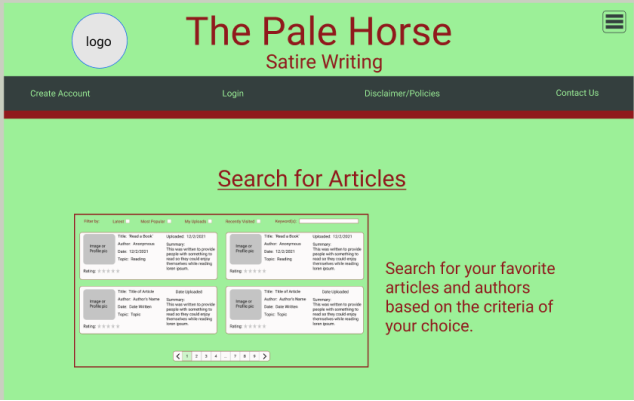 logo
The Pale Horse
Satire Writing
Create Account
Login
Disclaimer/Policies
Contact Us
Search for Articles
Filter by:
Latest
Most Popular
My Uploads
Recently Visited
Keyword(s):
Image or
Profile pic
Title: 'Read a Book'
Author: Anonymous
Date: 12/2/2021
Topic: Reading
Rating:
Uploaded: 12/2/2021
Summary:
This was written to provide
people with something to
read so they could enjoy
themselves while reading
lorem ipsum.
Image or
Profile pic
Title: 'Read a Book'
Author: Anonymous
Date: 12/2/2021
Topic: Reading
Rating:
Uploaded: 12/2/2021
Summary:
This was written to provide
people with something to
read so they could enjoy
themselves while reading
lorem ipsum.
Image or
Profile pic
Title: Title of Article
Author: Author's Name
Date: Date Written
Topic: Topic
Rating:
Date Uploaded
Summary:
This was written to provide
people with something to
read so they could enjoy
themselves while reading
lorem ipsum.
Image or
Profile pic
Title: Title of Article
Author: Author's Name
Date: Date Written
Topic: Topic
Rating:
Date Uploaded
Summary:
This was written to provide
people with something to
read so they could enjoy
themselves while reading
lorem ipsum.
1 2 3 4 ... 7 8 9
Search for your favorite
articles and authors
based on the criteria of
your choice.